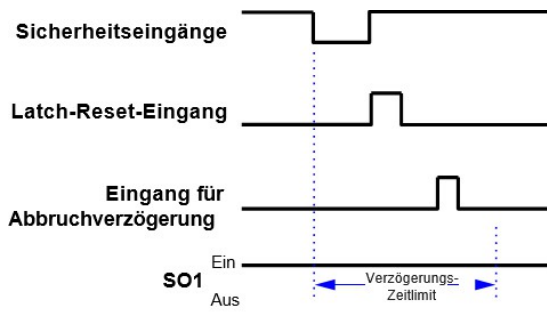 Sicherheitseingänge
Latch-Reset-Eingang
Eingang für
Abbruchverzögerung
SO1
Ein
Aus
Verzögerungs-
Zeitlimit